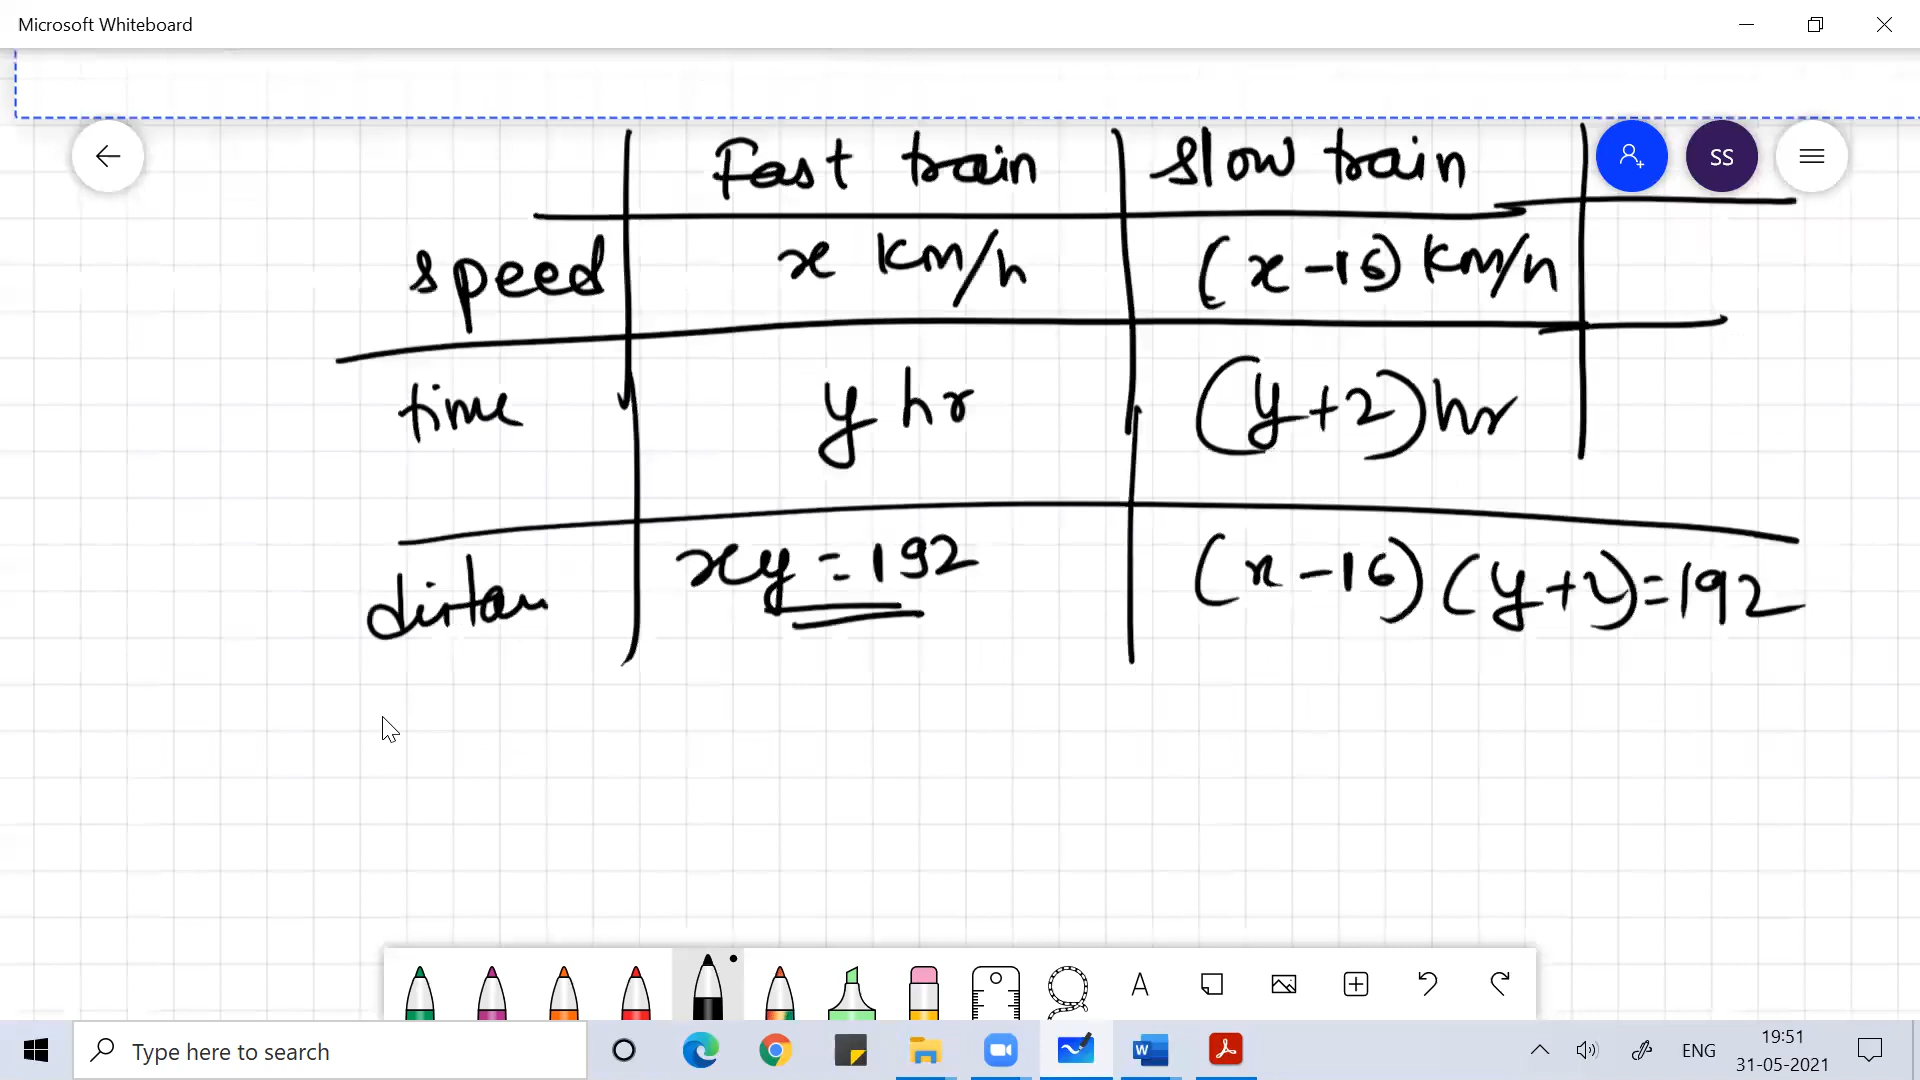 Microsoft Whiteboard
Fast train slow train
SS
speed x Km/h (x-16) Km/h
time y hr (y+2) hr
distan xy = 192 (x-16) (y+2) = 192
A
Type here to search
W
ENG
19:51
31-05-2021